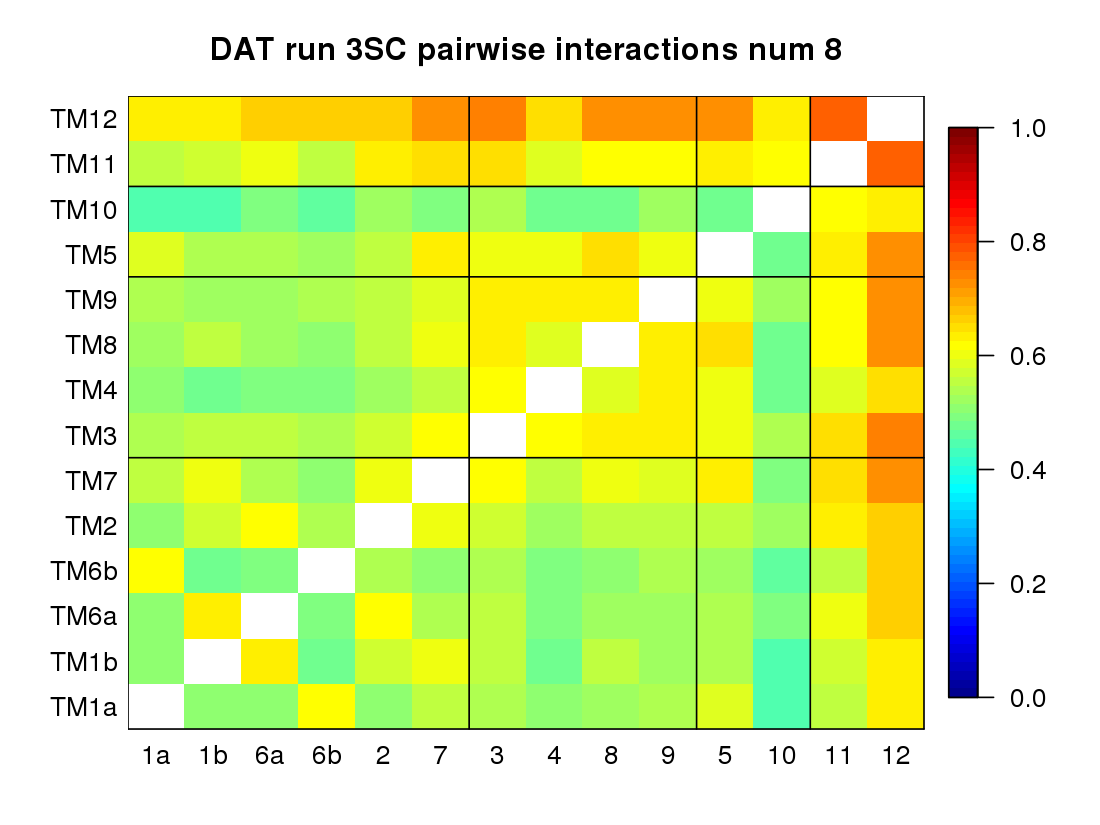 DAT run 3SC pairwise interactions num 8
TM12
TM11
TM10
TM5
TM9
TM8
TM4
TM3
TM7
TM2
TM6b
TM6a
TM1b
TM1a
1a 1b 6a 6b 2 7 3 4 8 9 5 10 11 12
1.0
0.8
0.6
0.4
0.2
0.0